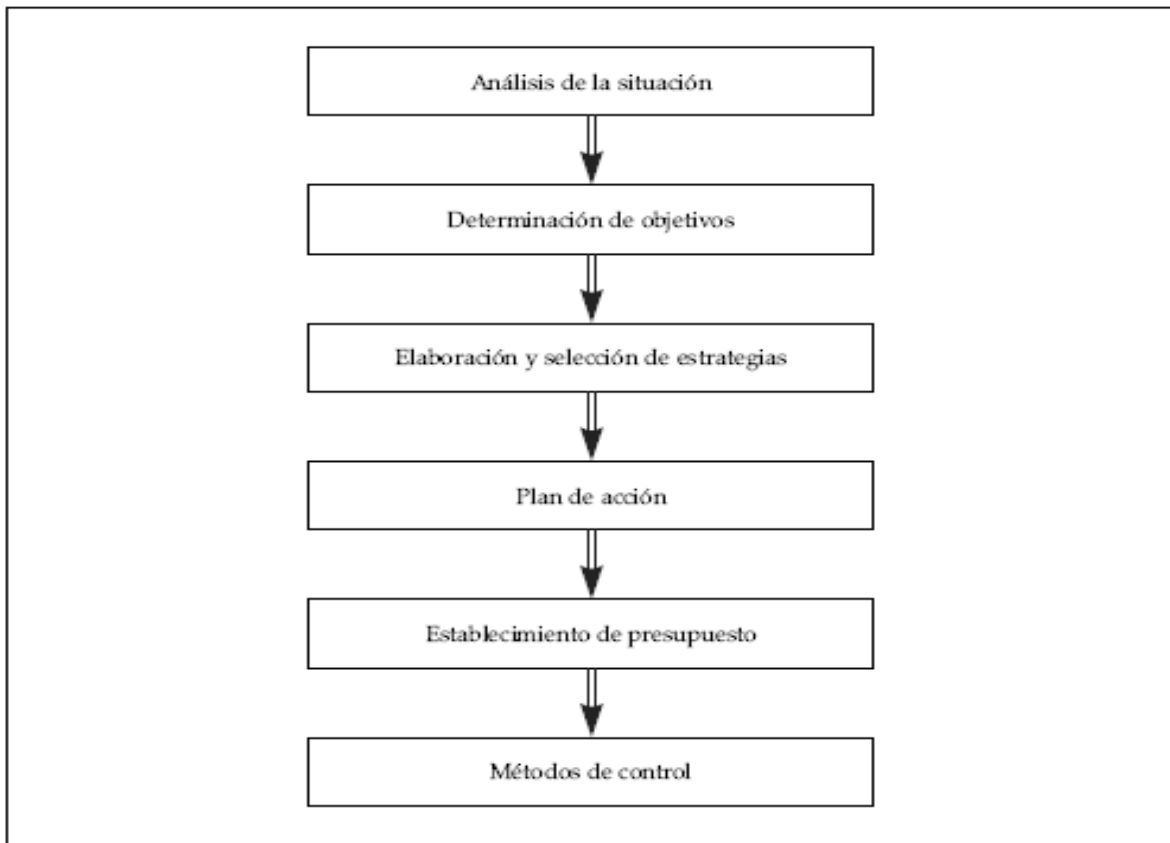 Análisis de la situación
Determinación de objetivos
Elaboración y selección de estrategias
Plan de acción
Establecimiento de presupuesto
Métodos de control